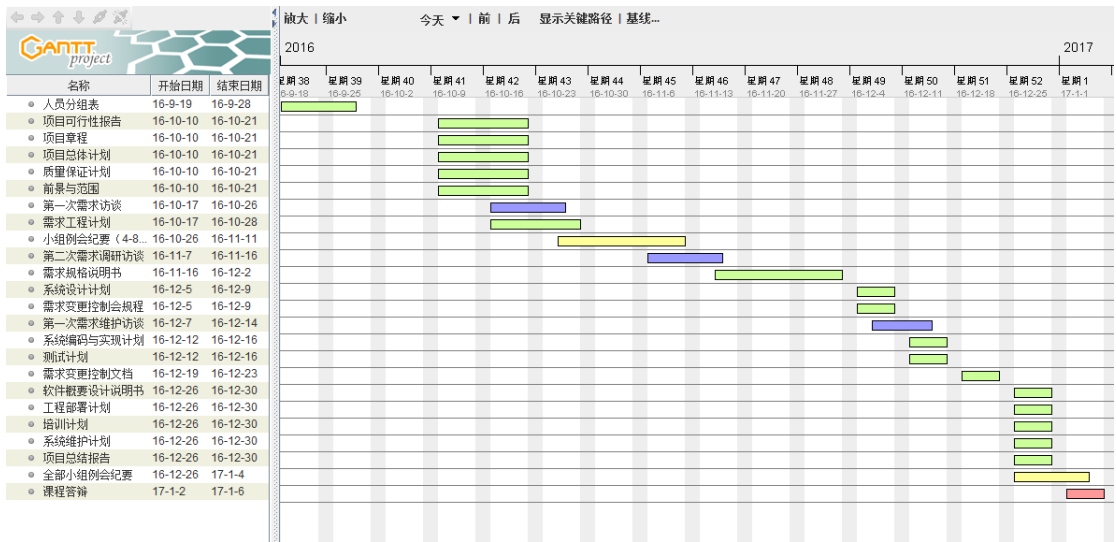 放大 | 缩小 今天 | 前 | 后 显示关键路径 | 基线...
GANTT
project
2016 2017
名称 开始日期 结束日期
星期 38 星期 39 星期 40 星期 41 星期 42 星期 43 星期 44 星期 45 星期 46 星期 47 星期 48 星期 49 星期 50 星期 51 星期 52 星期 1
6-9-18 16-9-25 16-10-2 16-10-9 16-10-16 16-10-23 16-10-30 16-11-6 16-11-13 16-11-20 16-11-27 16-12-4 16-12-11 16-12-18 16-12-25 17-1-1
人员分组表 16-9-19 16-9-28
项目可行性报告 16-10-10 16-10-21
项目章程 16-10-10 16-10-21
项目总体计划 16-10-10 16-10-21
质量保证计划 16-10-10 16-10-21
前景与范围 16-10-10 16-10-21
第一次需求访谈 16-10-17 16-10-26
需求工程计划 16-10-17 16-10-28
小组例会纪要（4-8... 16-10-26 16-11-11
第二次需求调研访谈 16-11-7 16-11-16
需求规格说明书 16-11-16 16-12-2
系统设计计划 16-12-5 16-12-9
需求变更控制会规程 16-12-5 16-12-9
第一次需求维护访谈 16-12-7 16-12-14
系统编码与实现计划 16-12-12 16-12-16
测试计划 16-12-12 16-12-16
需求变更控制文档 16-12-19 16-12-23
软件概要设计说明书 16-12-26 16-12-30
工程部署计划 16-12-26 16-12-30
培训计划 16-12-26 16-12-30
系统维护计划 16-12-26 16-12-30
项目总结报告 16-12-26 16-12-30
全部小组例会纪要 16-12-26 17-1-4
课程答辩 17-1-2 17-1-6